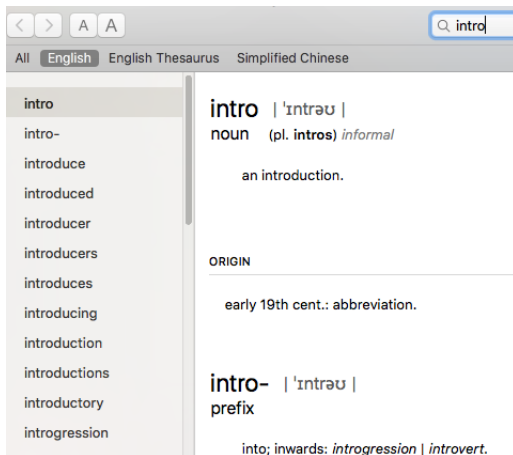 A A
intro
All English English Thesaurus Simplified Chinese
intro
intro-
introduce
introduced
introducer
introducers
introduces
introducing
introduction
introductions
introductory
introgression
intro | ˈɪntrəʊ |
noun (pl. intros) informal
an introduction.
ORIGIN
early 19th cent.: abbreviation.
intro- | ˈɪntrəʊ |
prefix
into; inwards: introgression | introvert.